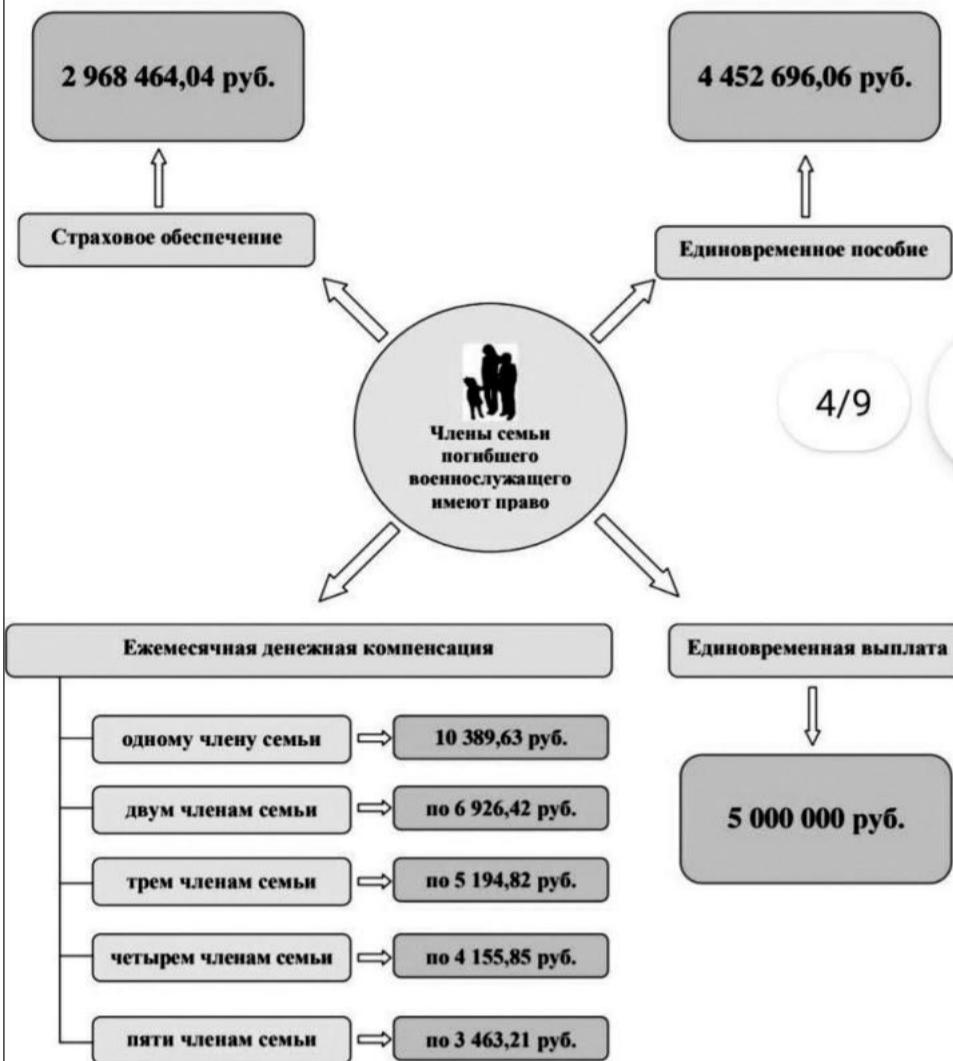 2 968 464,04 руб.
4 452 696,06 руб.
Страховое обеспечение
Единовременное пособие
4/9
Члены семьи
погибшего
военнослужащего
имеют право
Ежемесячная денежная компенсация
Единовременная выплата
одному члену семьи
10 389,63 руб.
двум членам семьи
по 6 926,42 руб.
трем членам семьи
по 5 194,82 руб.
четырем членам семьи
по 4 155,85 руб.
пяти членам семьи
по 3 463,21 руб.
5 000 000 руб.